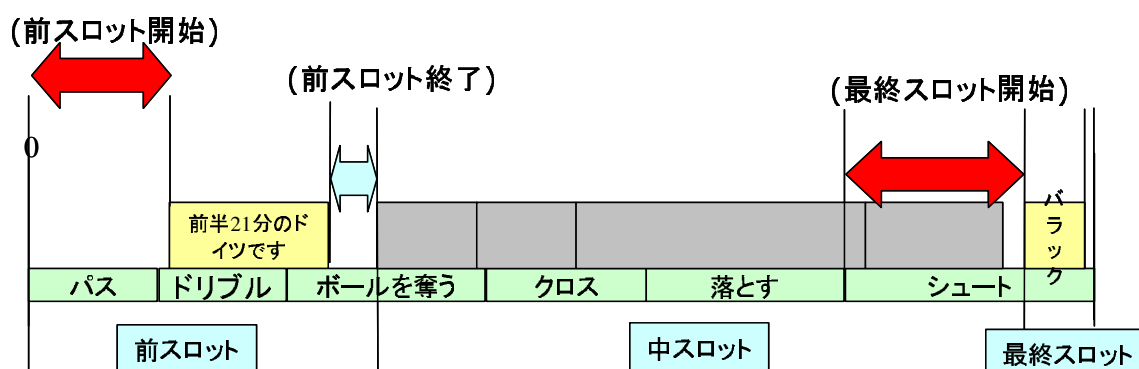 (前スロット開始)
(前スロット終了)
(最終スロット開始)
0
前半21分のド
イツです
バラック
パス
ドリブル
ボールを奪う
クロス
落とす
シュート
前スロット
中スロット
最終スロット